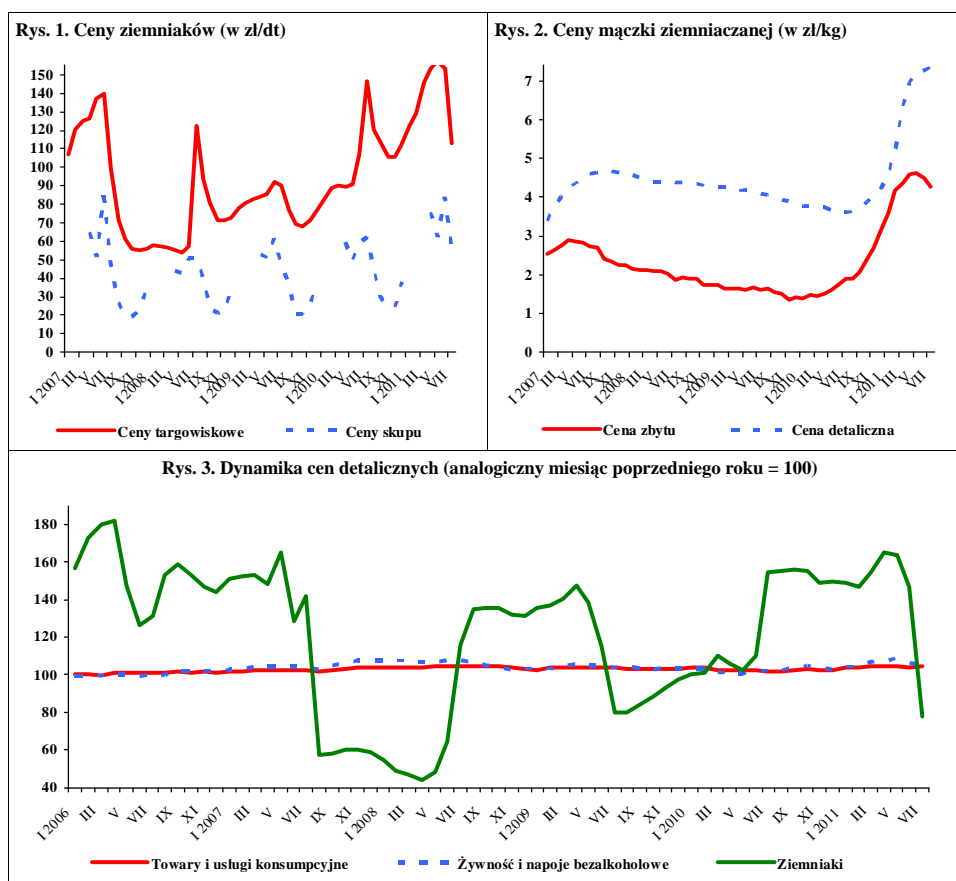 Rys. 1. Ceny ziemniaków (w zł/dt)
150
140
130
120
110
100
90
80
70
60
50
40
30
20
10
0
I 2007
III
V
VII
IX
XI
I 2008
III
V
VII
IX
XI
I 2009
III
V
VII
IX
XI
I 2010
III
V
VII
IX
XI
I 2011
III
V
VII
Ceny targowiskowe
Ceny skupu
Rys. 2. Ceny mączki ziemniaczanej (w zł/kg)
7
6
5
4
3
2
1
0
I 2007
III
V
VII
IX
XI
I 2008
III
V
VII
IX
XI
I 2009
III
V
VII
IX
XI
I 2010
III
V
VII
IX
XI
I 2011
III
V
VII
Cena zbytu
Cena detaliczna
Rys. 3. Dynamika cen detalicznych (analogiczny miesiąc poprzedniego roku = 100)
180
160
140
120
100
80
60
40
I 2006
III
V
VII
IX
XI
I 2007
III
V
VII
IX
XI
I 2008
III
V
VII
IX
XI
I 2009
III
V
VII
IX
XI
I 2010
III
V
VII
IX
XI
I 2011
III
V
VII
Towary i usługi konsumpcyjne
Żywność i napoje bezalkoholowe
Ziemniaki